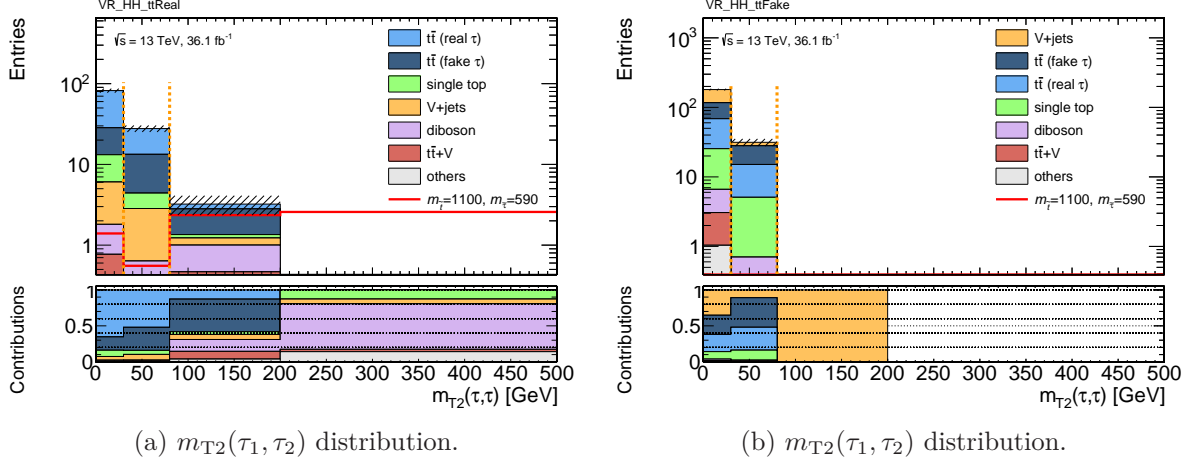 VR_HH_ttReal
Entries
√s = 13 TeV, 36.1 fb⁻¹
tt̄ (real τ)
tt̄ (fake τ)
single top
V+jets
diboson
tt̄+V
others
m_t̃=1100, m_τ̃=590
10²
10
1
Contributions
1
0.5
0
0 50 100 150 200 250 300 350 400 450 500
m_T2(τ,τ) [GeV]
(a) m_T2(τ₁, τ₂) distribution.
VR_HH_ttFake
Entries
√s = 13 TeV, 36.1 fb⁻¹
V+jets
tt̄ (fake τ)
tt̄ (real τ)
single top
diboson
tt̄+V
others
m_t̃=1100, m_τ̃=590
10³
10²
10
1
Contributions
1
0.5
0
0 50 100 150 200 250 300 350 400 450 500
m_T2(τ,τ) [GeV]
(b) m_T2(τ₁, τ₂) distribution.